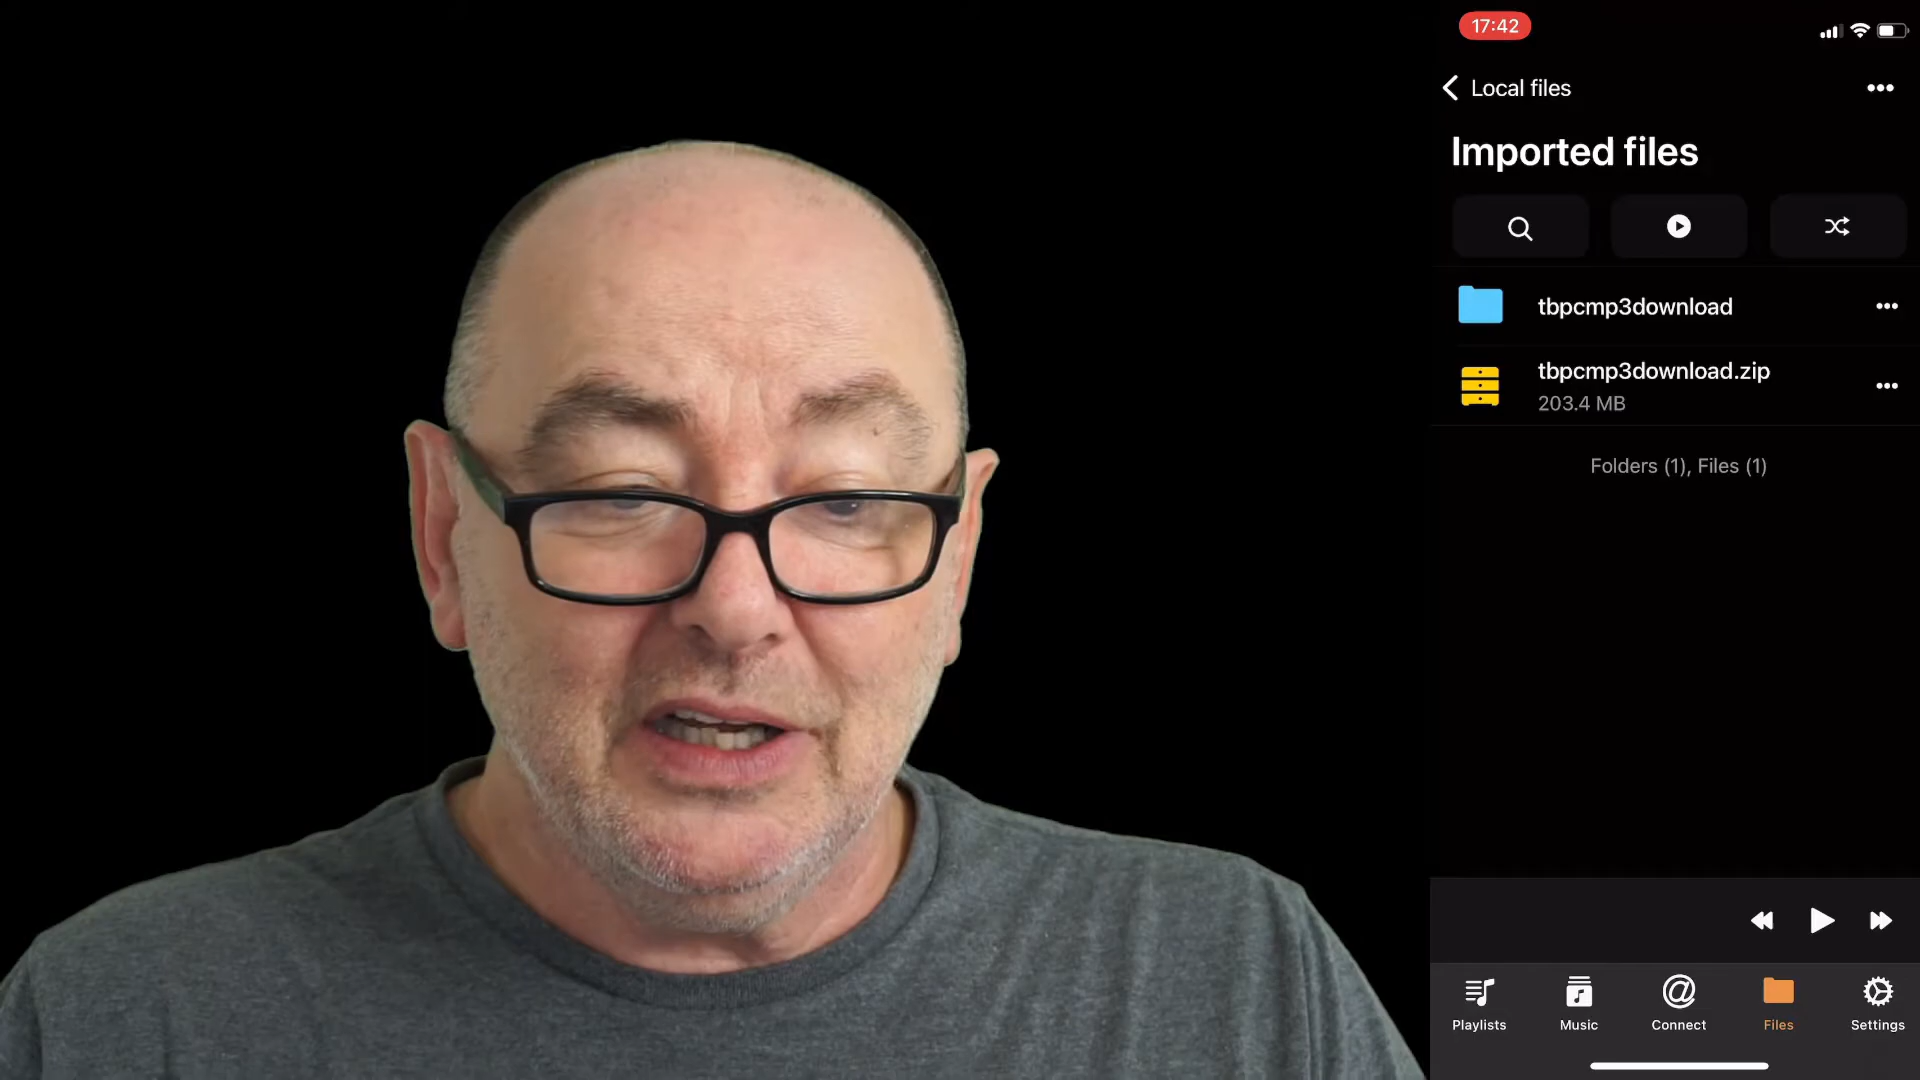 17:42
Local files
Imported files
tbpcmp3download
tbpcmp3download.zip
203.4 MB
Folders (1), Files (1)
Playlists
Music
Connect
Files
Settings